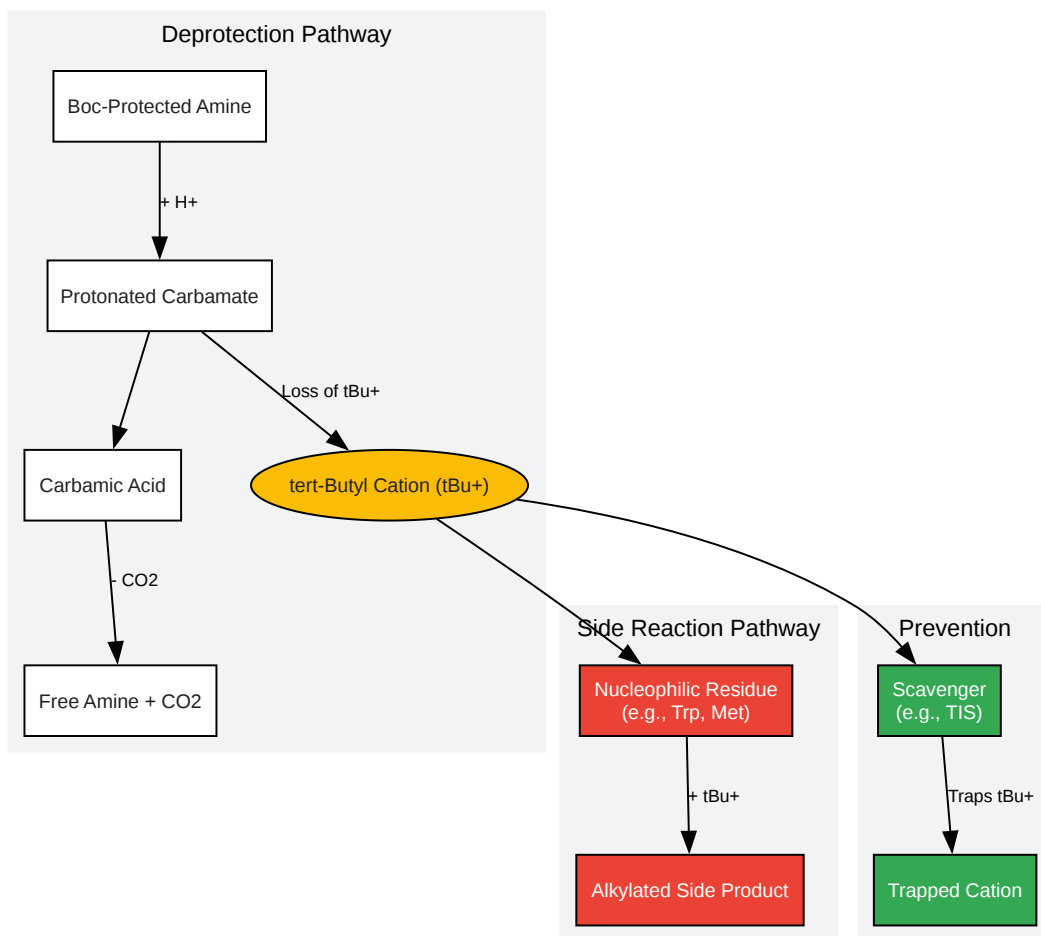 Deprotection Pathway
Boc-Protected Amine
+ H+
Protonated Carbamate
Loss of tBu+
Carbamic Acid
tert-Butyl Cation (tBu+)
- CO2
Free Amine + CO2
Side Reaction Pathway
Nucleophilic Residue
(e.g., Trp, Met)
+ tBu+
Alkylated Side Product
Prevention
Scavenger
(e.g., TIS)
Traps tBu+
Trapped Cation